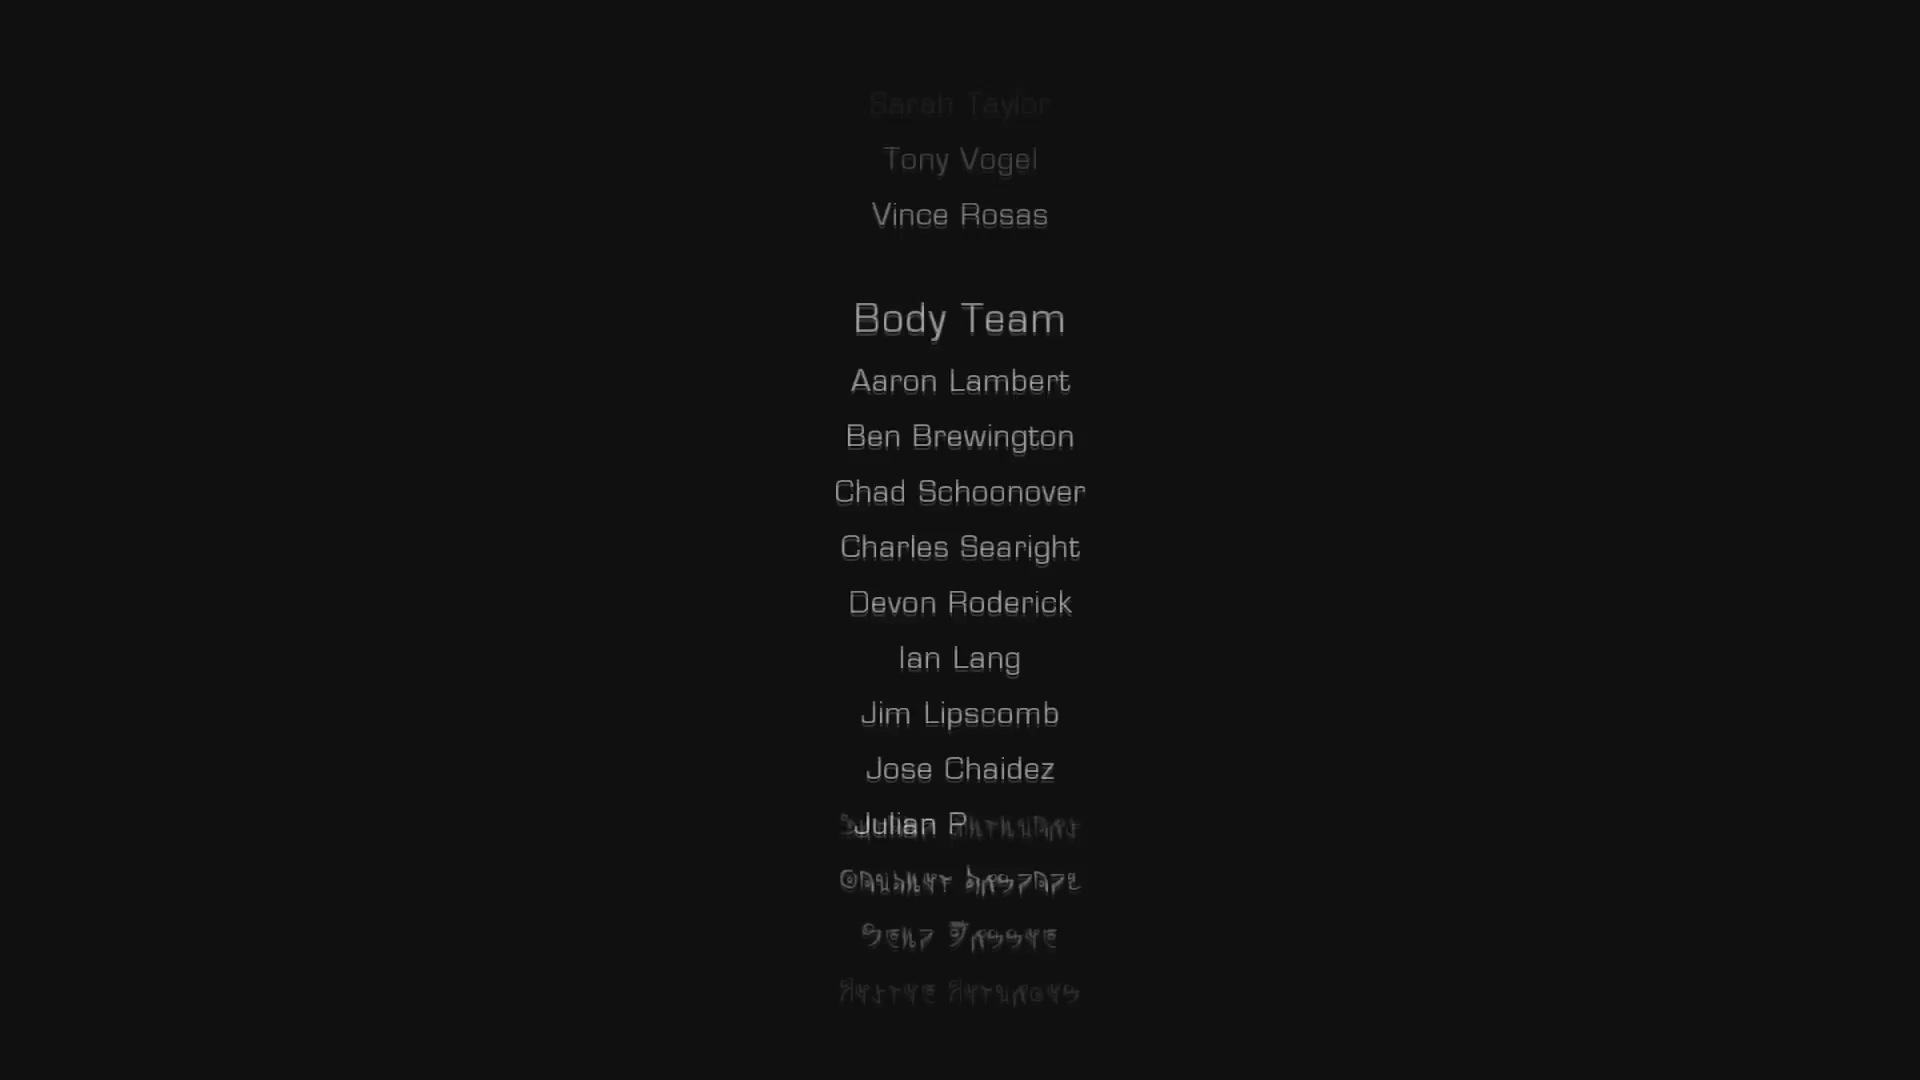 Sarah Taylor
Tony Vogel
Vince Rosas
Body Team
Aaron Lambert
Ben Brewington
Chad Schoonover
Charles Searight
Devon Roderick
Ian Lang
Jim Lipscomb
Jose Chaidez
Julian P